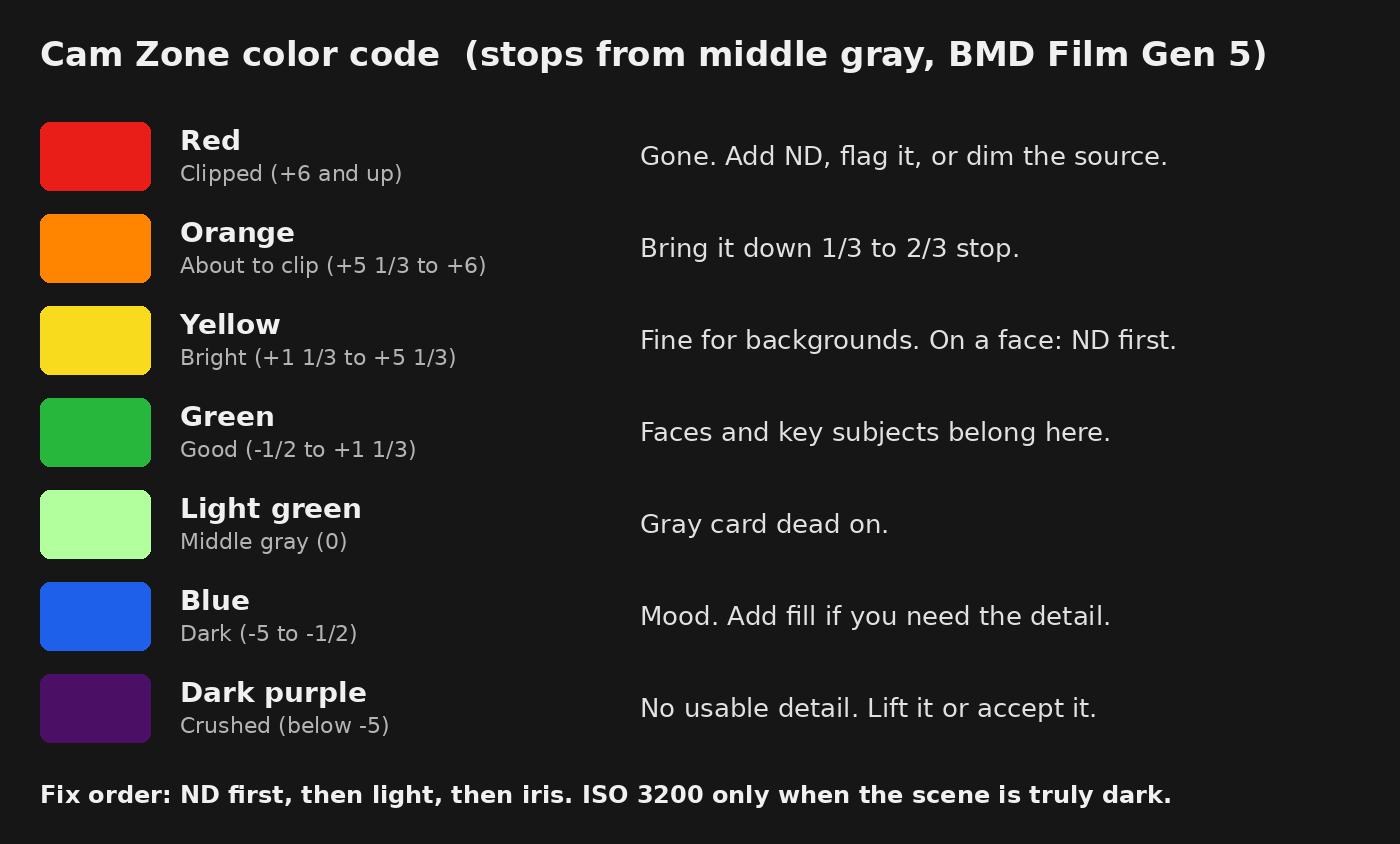 Cam Zone color code  (stops from middle gray, BMD Film Gen 5)
Red
Clipped (+6 and up)
Gone. Add ND, flag it, or dim the source.
Orange
About to clip (+5 1/3 to +6)
Bring it down 1/3 to 2/3 stop.
Yellow
Bright (+1 1/3 to +5 1/3)
Fine for backgrounds. On a face: ND first.
Green
Good (-1/2 to +1 1/3)
Faces and key subjects belong here.
Light green
Middle gray (0)
Gray card dead on.
Blue
Dark (-5 to -1/2)
Mood. Add fill if you need the detail.
Dark purple
Crushed (below -5)
No usable detail. Lift it or accept it.
Fix order: ND first, then light, then iris. ISO 3200 only when the scene is truly dark.